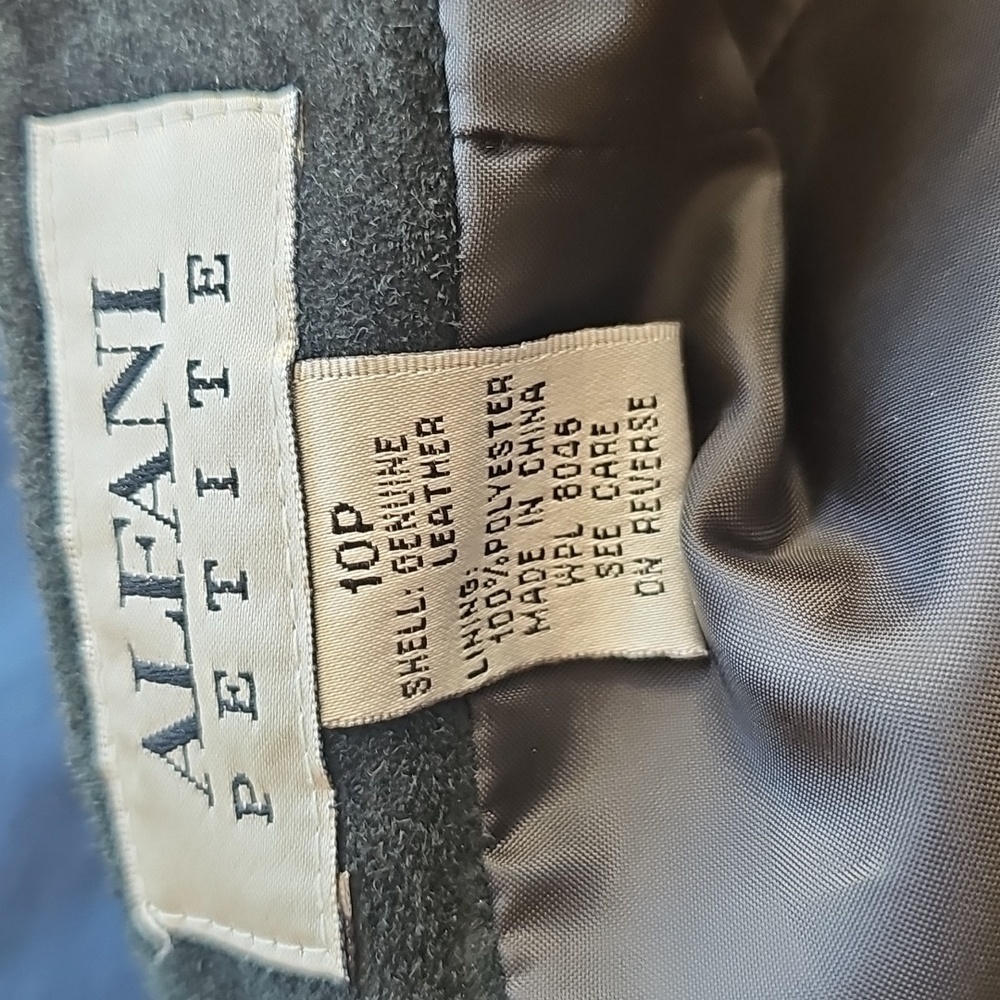 ALFANI
PETITE
10P
SHELL: GENUINE
LEATHER
LINING:
100% POLYESTER
MADE IN CHINA
WPL 8046
SEE CARE
ON REVERSE